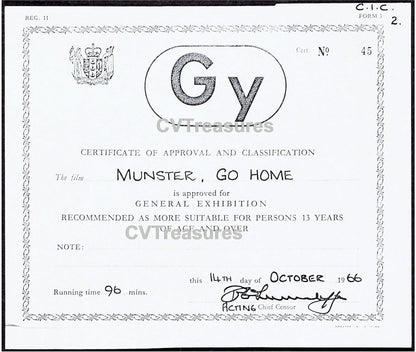 C.I.C.
REG. 11
FORM 3
2.
Cert. No 45
Gy
CVTreasures
CERTIFICATE OF APPROVAL AND CLASSIFICATION
The film MUNSTER, GO HOME
is approved for
GENERAL EXHIBITION
RECOMMENDED AS MORE SUITABLE FOR PERSONS 13 YEARS
OF AGE AND OVER
CVTreasures
NOTE:
this 14TH day of OCTOBER 1966
Running time 96 mins.
ACTING Chief Censor